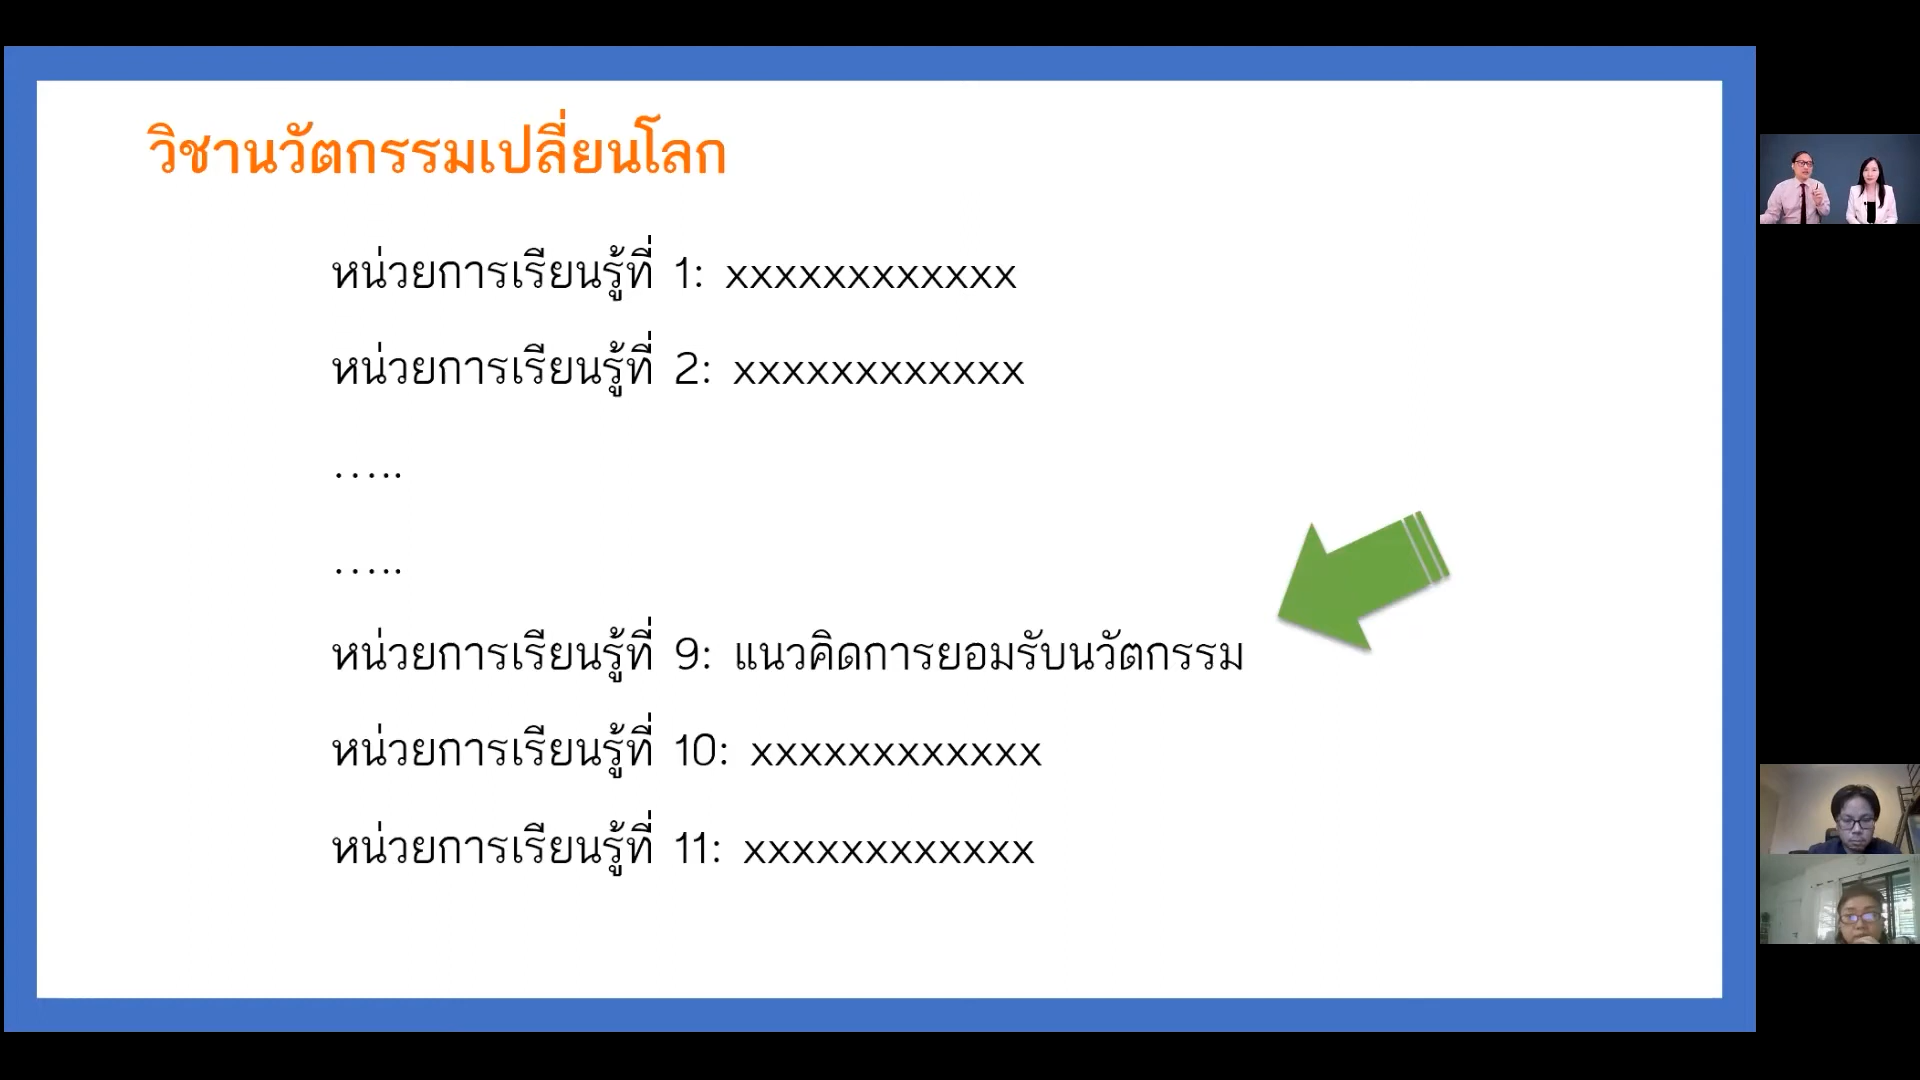 วิชานวัตกรรมเปลี่ยนโลก
หน่วยการเรียนรู้ที่ 1: xxxxxxxxxxxx
หน่วยการเรียนรู้ที่ 2: xxxxxxxxxxxx
.....
.....
หน่วยการเรียนรู้ที่ 9: แนวคิดการยอมรับนวัตกรรม
หน่วยการเรียนรู้ที่ 10: xxxxxxxxxxxx
หน่วยการเรียนรู้ที่ 11: xxxxxxxxxxxx